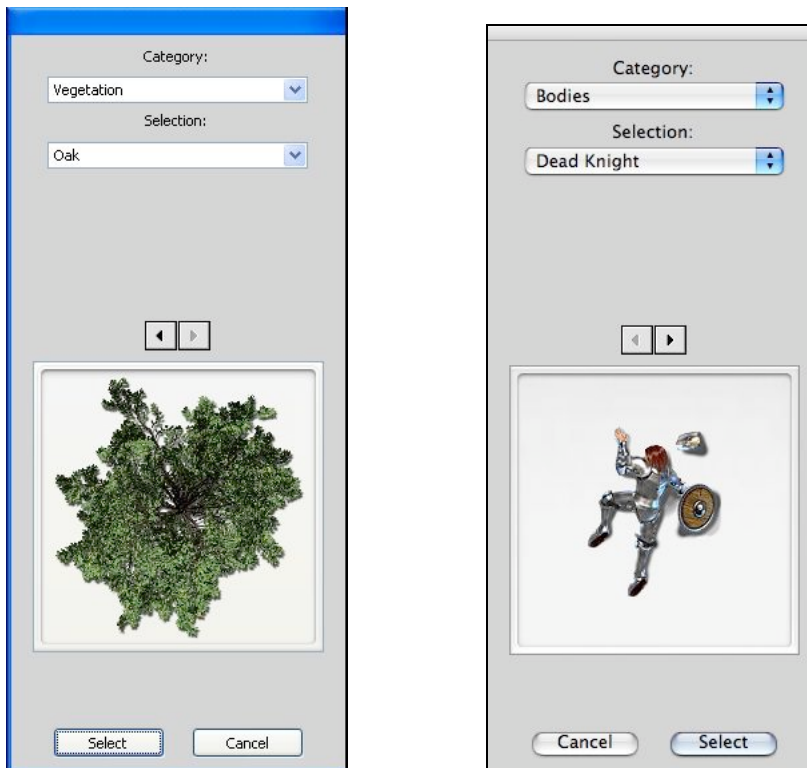 Category:
Vegetation
Selection:
Oak
Select Cancel
Category:
Bodies
Selection:
Dead Knight
Cancel Select